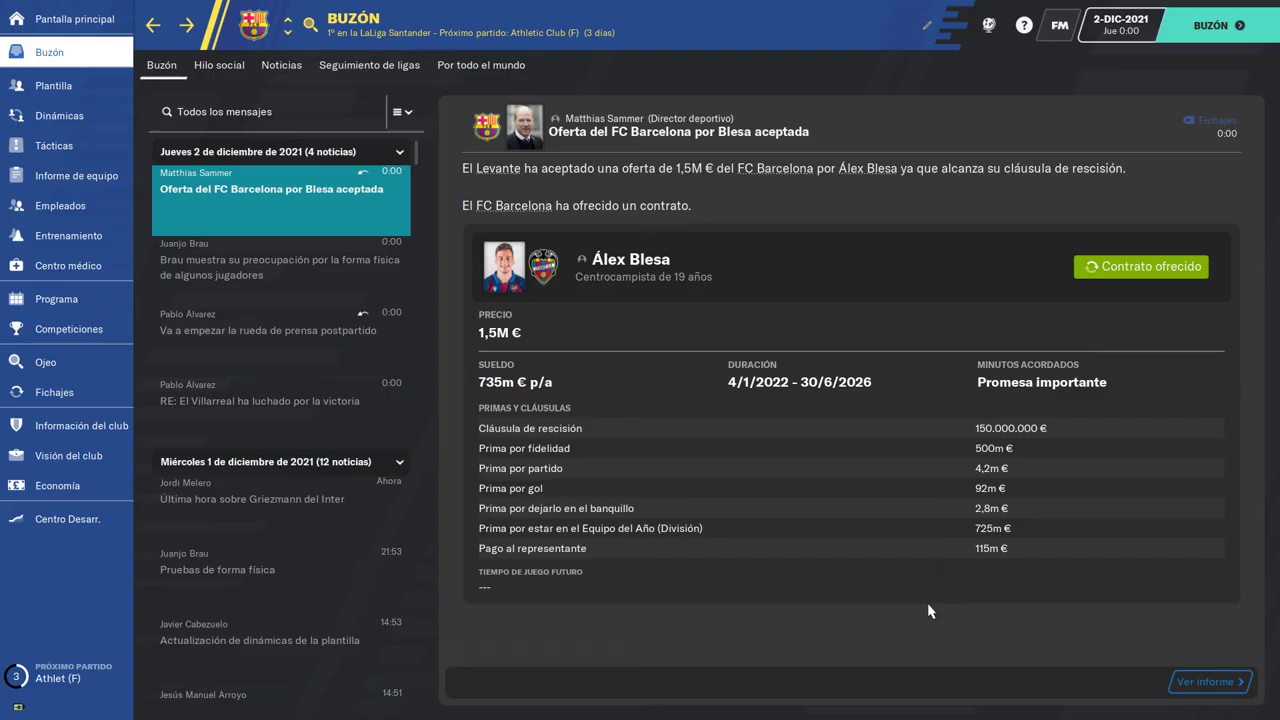 Pantalla principal
Buzón
Plantilla
Dinámicas
Tácticas
Informe de equipo
Empleados
Entrenamiento
Centro médico
Programa
Competiciones
Ojeo
Fichajes
Información del club
Visión del club
Economía
Centro Desarr.
PRÓXIMO PARTIDO
3 Athlet (F)
BUZÓN
1º en la LaLiga Santander - Próximo partido: Athletic Club (F) (3 días)
? FM
2-DIC-2021
Jue 0:00
BUZÓN
Buzón Hilo social Noticias Seguimiento de ligas Por todo el mundo
Todos los mensajes
Jueves 2 de diciembre de 2021 (4 noticias)
Matthias Sammer 0:00
Oferta del FC Barcelona por Blesa aceptada
Juanjo Brau 0:00
Brau muestra su preocupación por la forma física
de algunos jugadores
Pablo Álvarez 0:00
Va a empezar la rueda de prensa postpartido
Pablo Álvarez 0:00
RE: El Villarreal ha luchado por la victoria
Miércoles 1 de diciembre de 2021 (12 noticias)
Jordi Melero Ahora
Última hora sobre Griezmann del Inter
Juanjo Brau 21:53
Pruebas de forma física
Javier Cabezuelo 14:53
Actualización de dinámicas de la plantilla
Jesús Manuel Arroyo 14:51
Matthias Sammer (Director deportivo)
Oferta del FC Barcelona por Blesa aceptada
Fichajes
0:00
El Levante ha aceptado una oferta de 1,5M € del FC Barcelona por Álex Blesa ya que alcanza su cláusula de rescisión.
El FC Barcelona ha ofrecido un contrato.
Álex Blesa
Centrocampista de 19 años
Contrato ofrecido
PRECIO
1,5M €
SUELDO DURACIÓN MINUTOS ACORDADOS
735m € p/a 4/1/2022 - 30/6/2026 Promesa importante
PRIMAS Y CLÁUSULAS
Cláusula de rescisión 150.000.000 €
Prima por fidelidad 500m €
Prima por partido 4,2m €
Prima por gol 92m €
Prima por dejarlo en el banquillo 2,8m €
Prima por estar en el Equipo del Año (División) 725m €
Pago al representante 115m €
TIEMPO DE JUEGO FUTURO
---
Ver informe